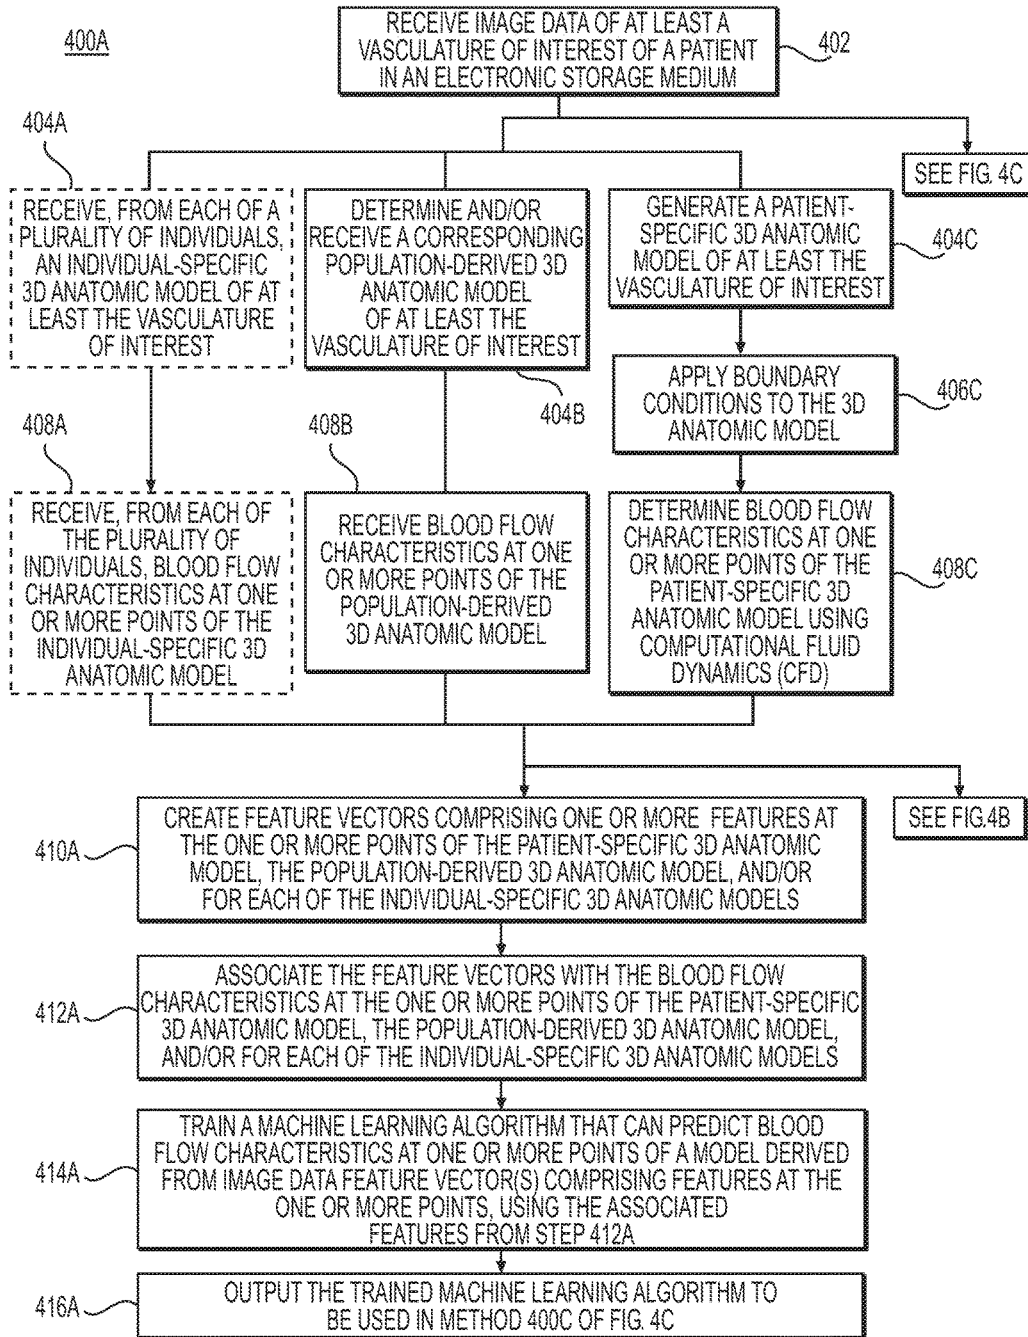 400A
RECEIVE IMAGE DATA OF AT LEAST A
VASCULATURE OF INTEREST OF A PATIENT
IN AN ELECTRONIC STORAGE MEDIUM
402
SEE FIG. 4C
404A
RECEIVE, FROM EACH OF A
PLURALITY OF INDIVIDUALS,
AN INDIVIDUAL-SPECIFIC
3D ANATOMIC MODEL OF AT
LEAST THE VASCULATURE
OF INTEREST
DETERMINE AND/OR
RECEIVE A CORRESPONDING
POPULATION-DERIVED 3D
ANATOMIC MODEL
OF AT LEAST THE
VASCULATURE OF INTEREST
404B
GENERATE A PATIENT-
SPECIFIC 3D ANATOMIC
MODEL OF AT LEAST THE
VASCULATURE OF INTEREST
404C
APPLY BOUNDARY
CONDITIONS TO THE 3D
ANATOMIC MODEL
406C
408A
RECEIVE, FROM EACH OF
THE PLURALITY OF
INDIVIDUALS, BLOOD FLOW
CHARACTERISTICS AT ONE
OR MORE POINTS OF THE
INDIVIDUAL-SPECIFIC 3D
ANATOMIC MODEL
408B
RECEIVE BLOOD FLOW
CHARACTERISTICS AT ONE
OR MORE POINTS OF THE
POPULATION-DERIVED
3D ANATOMIC MODEL
DETERMINE BLOOD FLOW
CHARACTERISTICS AT ONE
OR MORE POINTS OF THE
PATIENT-SPECIFIC 3D
ANATOMIC MODEL USING
COMPUTATIONAL FLUID
DYNAMICS (CFD)
408C
SEE FIG.4B
410A
CREATE FEATURE VECTORS COMPRISING ONE OR MORE FEATURES AT
THE ONE OR MORE POINTS OF THE PATIENT-SPECIFIC 3D ANATOMIC
MODEL, THE POPULATION-DERIVED 3D ANATOMIC MODEL, AND/OR
FOR EACH OF THE INDIVIDUAL-SPECIFIC 3D ANATOMIC MODELS
412A
ASSOCIATE THE FEATURE VECTORS WITH THE BLOOD FLOW
CHARACTERISTICS AT THE ONE OR MORE POINTS OF THE PATIENT-SPECIFIC
3D ANATOMIC MODEL, THE POPULATION-DERIVED 3D ANATOMIC MODEL,
AND/OR FOR EACH OF THE INDIVIDUAL-SPECIFIC 3D ANATOMIC MODELS
414A
TRAIN A MACHINE LEARNING ALGORITHM THAT CAN PREDICT BLOOD
FLOW CHARACTERISTICS AT ONE OR MORE POINTS OF A MODEL DERIVED
FROM IMAGE DATA FEATURE VECTOR(S) COMPRISING FEATURES AT THE
ONE OR MORE POINTS, USING THE ASSOCIATED
FEATURES FROM STEP 412A
416A
OUTPUT THE TRAINED MACHINE LEARNING ALGORITHM TO
BE USED IN METHOD 400C OF FIG. 4C